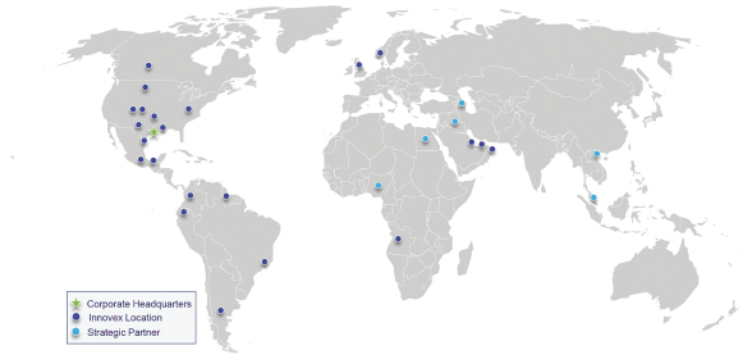 Corporate Headquarters
Innovex Location
Strategic Partner